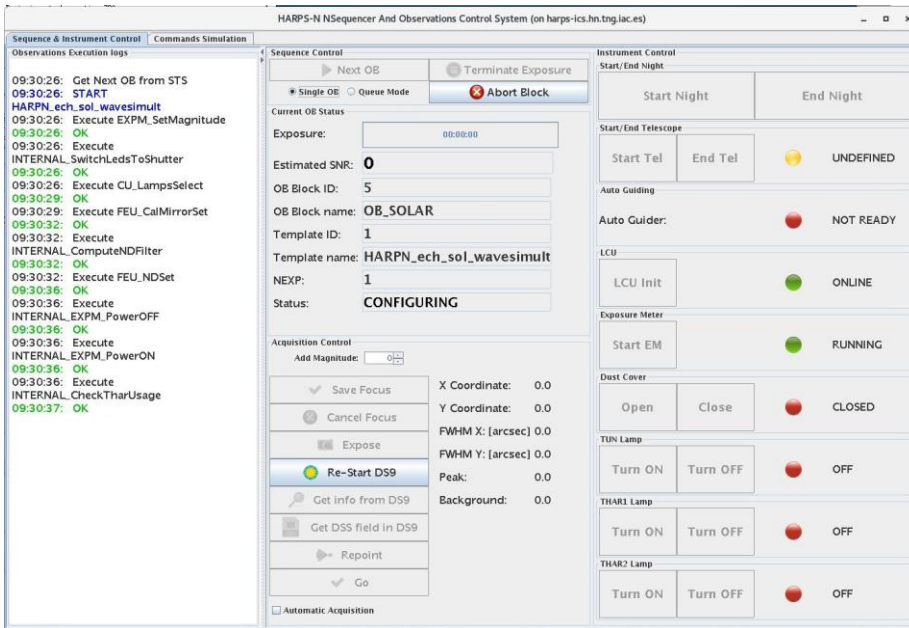 HARPS-N NSequencer And Observations Control System (on harps-ics.hn.tng.iac.es)
Sequence & Instrument Control
Commands Simulation
Observations Execution logs
09:30:26: Get Next OB from STS
09:30:26: START
HARPN_ech_sol_wavesimult
09:30:26: Execute EXPM_SetMagnitude
09:30:26: OK
09:30:26: Execute
INTERNAL_SwitchLedsToShutter
09:30:26: OK
09:30:26: Execute CU_LampsSelect
09:30:29: OK
09:30:29: Execute FEU_CalMirrorSet
09:30:32: OK
09:30:32: Execute
INTERNAL_ComputeNDFilter
09:30:32: OK
09:30:32: Execute FEU_NDSet
09:30:36: OK
09:30:36: Execute
INTERNAL_EXPM_PowerOFF
09:30:36: OK
09:30:36: Execute
INTERNAL_EXPM_PowerON
09:30:36: OK
09:30:36: Execute
INTERNAL_CheckTharUsage
09:30:37: OK
Sequence Control
Next OB
Terminate Exposure
Single OB
Queue Mode
Abort Block
Current OB Status
Exposure: 00:00:00
Estimated SNR: 0
OB Block ID: 5
OB Block name: OB_SOLAR
Template ID: 1
Template name: HARPN_ech_sol_wavesimult
NEXP: 1
Status: CONFIGURING
Acquisition Control
Add Magnitude: 0
Save Focus
Cancel Focus
Expose
Re-Start DS9
Get info from DS9
Get DSS field in DS9
Repoint
Go
Automatic Acquisition
X Coordinate: 0.0
Y Coordinate: 0.0
FWHM X: [arcsec] 0.0
FWHM Y: [arcsec] 0.0
Peak: 0.0
Background: 0.0
Instrument Control
Start/End Night
Start Night
End Night
Start/End Telescope
Start Tel
End Tel
UNDEFINED
Auto Guiding
Auto Guider:
NOT READY
LCU
LCU Init
ONLINE
Exposure Meter
Start EM
RUNNING
Dust Cover
Open
Close
CLOSED
TUN Lamp
Turn ON
Turn OFF
OFF
THAR1 Lamp
Turn ON
Turn OFF
OFF
THAR2 Lamp
Turn ON
Turn OFF
OFF